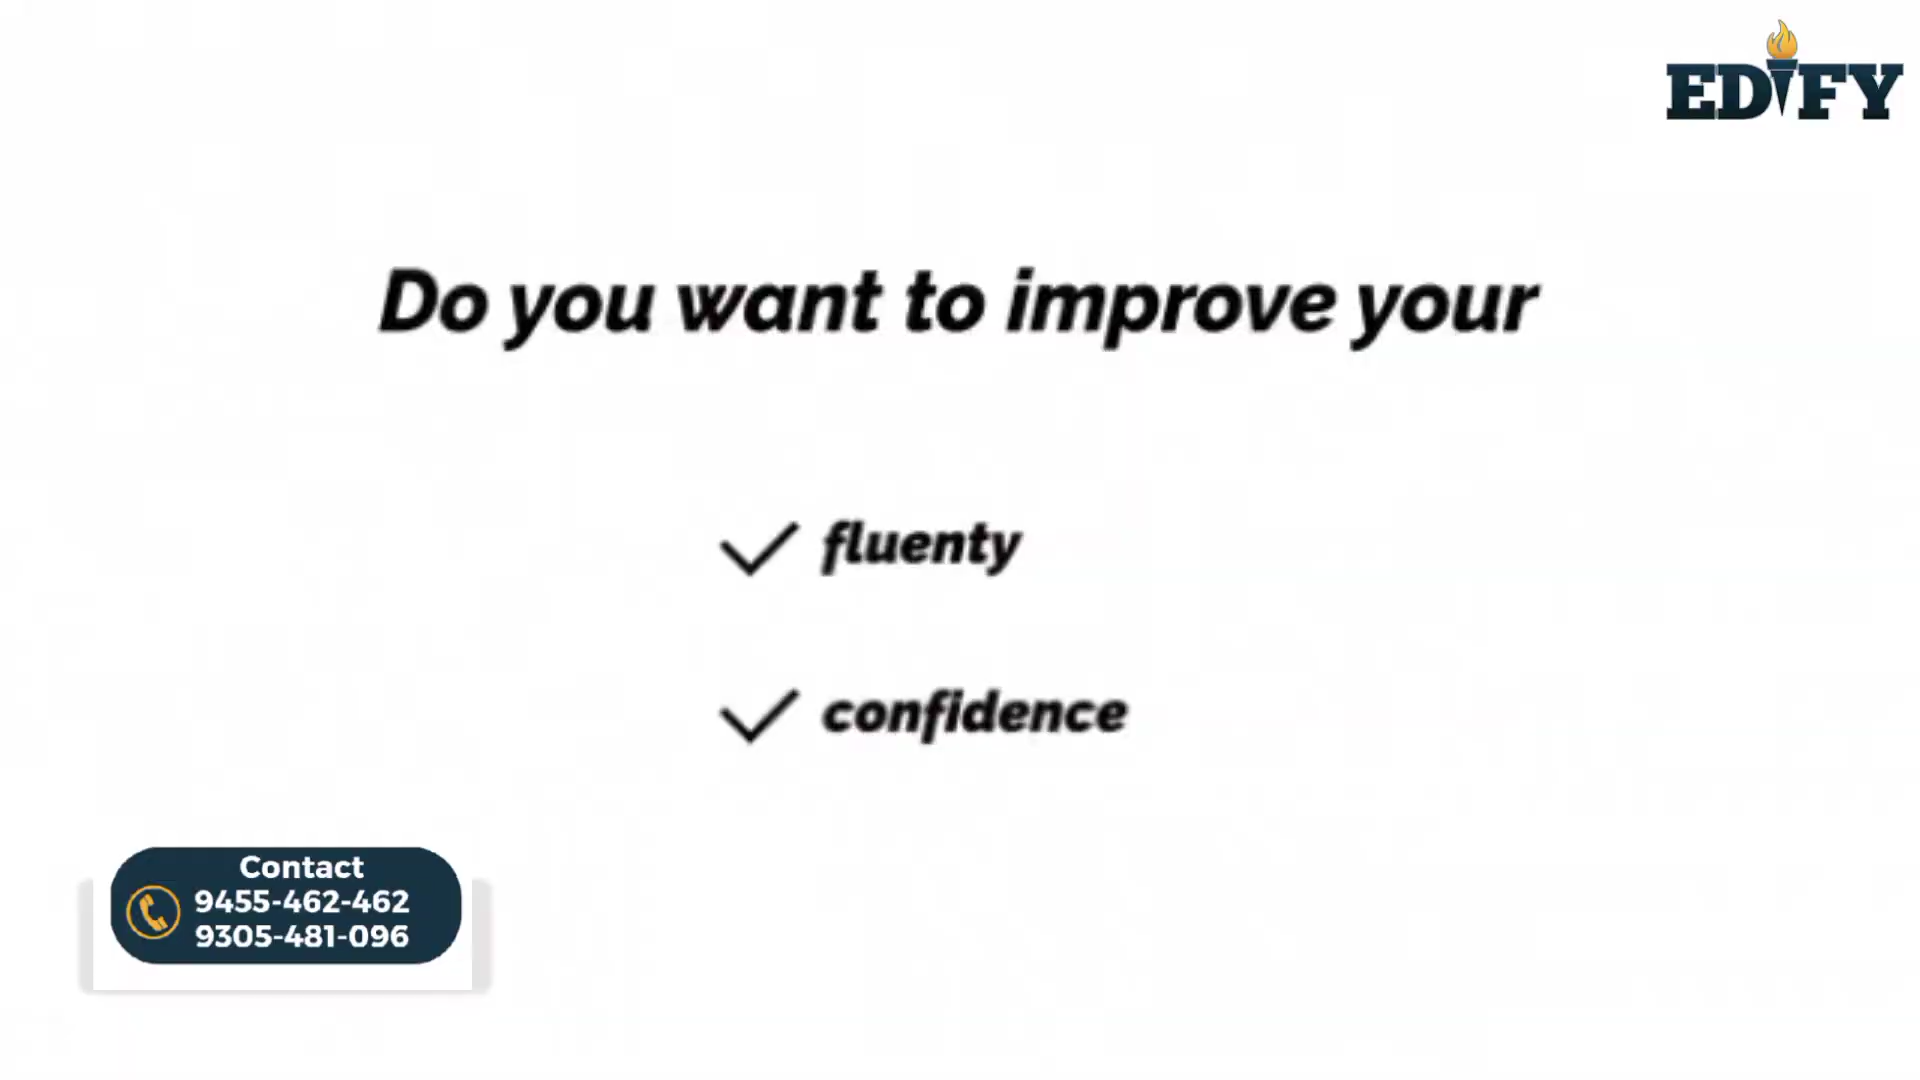 EDIFY
Do you want to improve your
fluenty
confidence
Contact
9455-462-462
9305-481-096